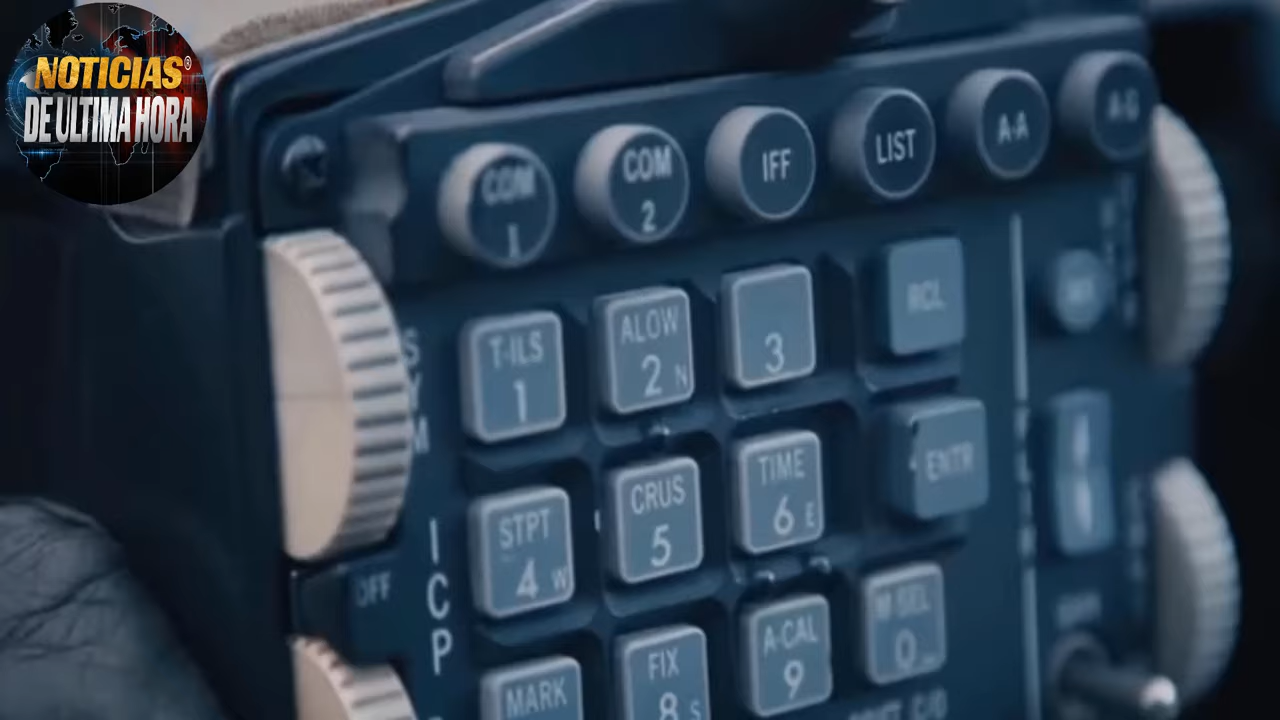 NOTICIAS®
DE ULTIMA HORA
COM
1
COM
2
IFF
LIST
A-A
A-G
T-ILS
1
ALOW
2 N
3
RCL
S
Y
M
STPT
4 W
CRUS
5
TIME
6 E
ENTR
OFF
I
C
P
MARK
FIX
8 S
A-CAL
9
M SEL
0